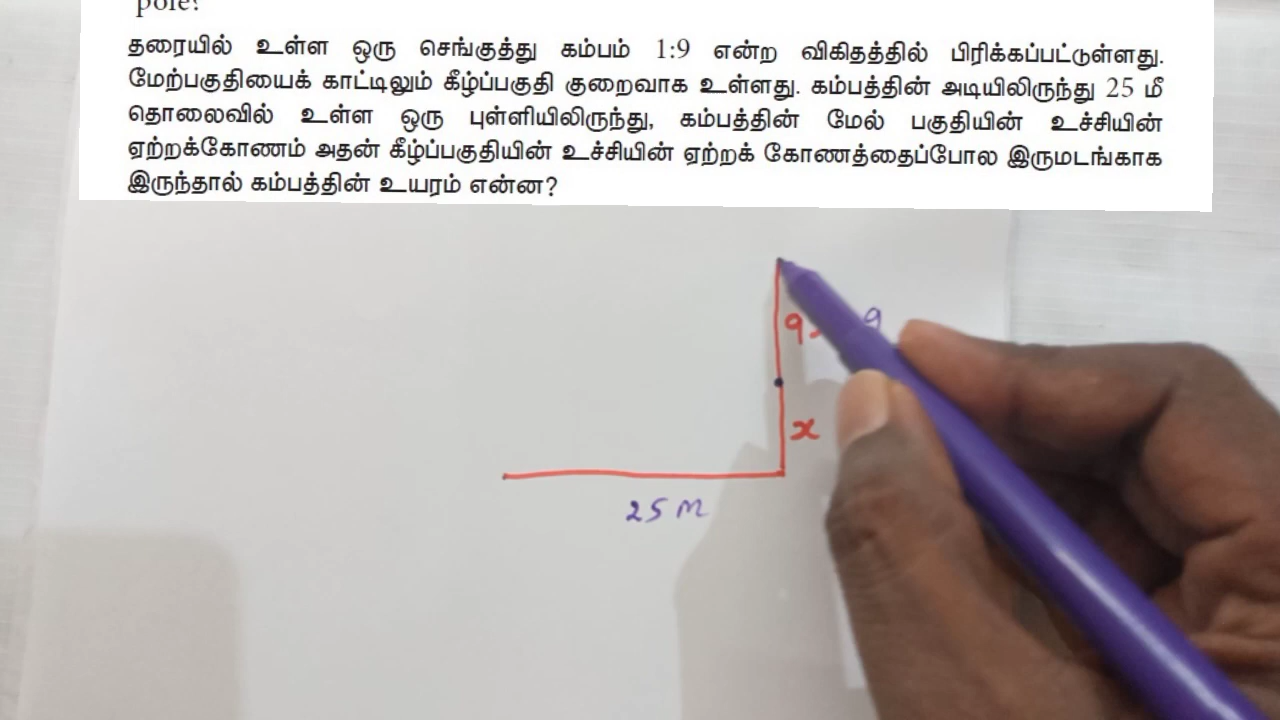 pole?
தரையில் உள்ள ஒரு செங்குத்து கம்பம் 1:9 என்ற விகிதத்தில் பிரிக்கப்பட்டுள்ளது.
மேற்பகுதியைக் காட்டிலும் கீழ்ப்பகுதி குறைவாக உள்ளது. கம்பத்தின் அடியிலிருந்து 25 மீ
தொலைவில் உள்ள ஒரு புள்ளியிலிருந்து, கம்பத்தின் மேல் பகுதியின் உச்சியின்
ஏற்றக்கோணம் அதன் கீழ்ப்பகுதியின் உச்சியின் ஏற்றக் கோணத்தைப்போல இருமடங்காக
இருந்தால் கம்பத்தின் உயரம் என்ன?
9
x
25 m